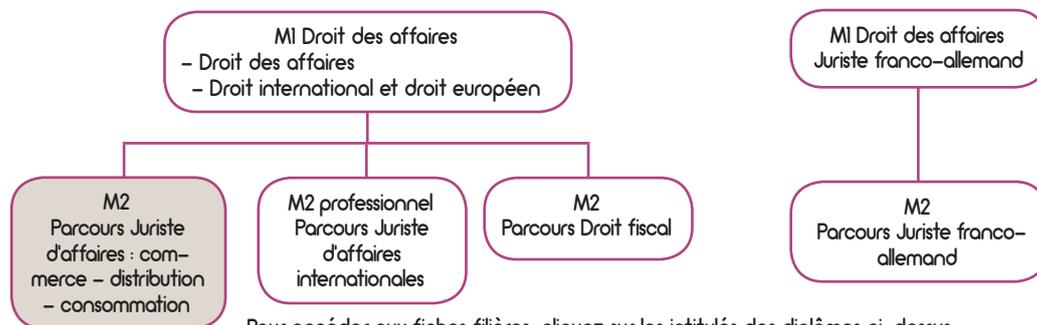 M1 Droit des affaires
- Droit des affaires
- Droit international et droit européen
M1 Droit des affaires
Juriste franco-allemand
M2
Parcours Juriste
d'affaires : com-
merce - distribution
- consommation
M2 professionnel
Parcours Juriste
d'affaires
internationales
M2
Parcours Droit fiscal
M2
Parcours Juriste franco-
allemand
Pour accéder aux fiches filières, cliquez sur les intitulés des diplômes ci-dessus